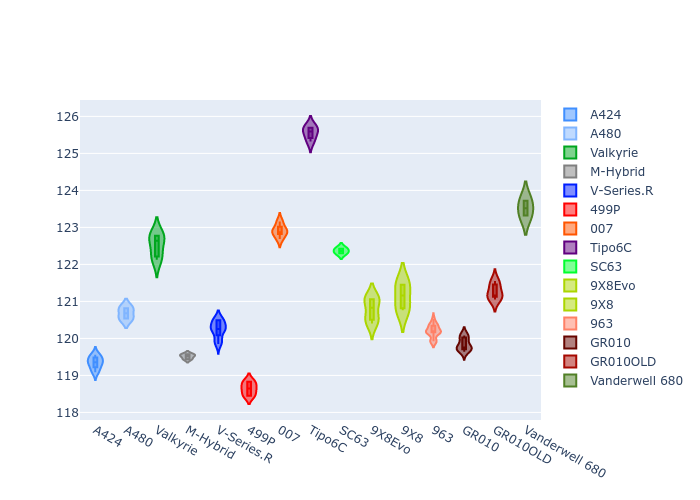 126
125
124
123
122
121
120
119
118
A424
A480
Valkyrie
M-Hybrid
V-Series.R
499P
007
Tipo6C
SC63
9X8Evo
9X8
963
GR010
GR010OLD
Vanderwell 680
A424
A480
Valkyrie
M-Hybrid
V-Series.R
499P
007
Tipo6C
SC63
9X8Evo
9X8
963
GR010
GR010OLD
Vanderwell 680